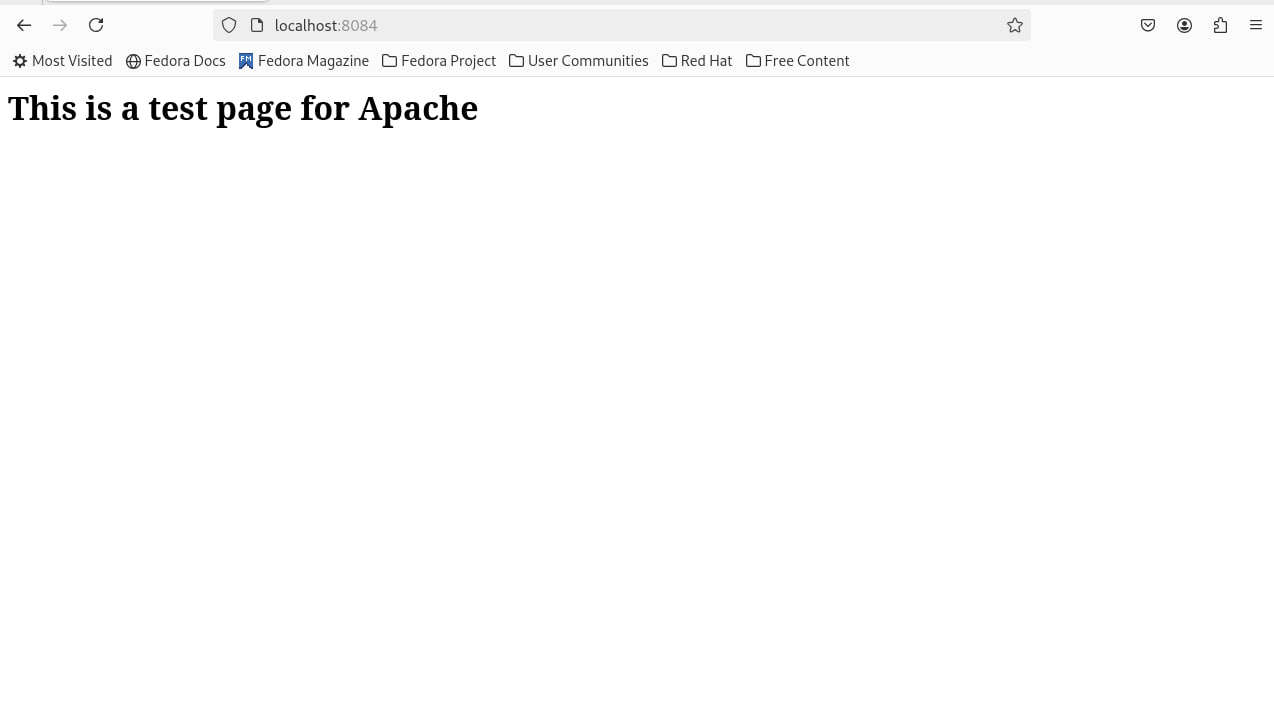 localhost:8084
Most Visited Fedora Docs FM Fedora Magazine Fedora Project User Communities Red Hat Free Content
This is a test page for Apache